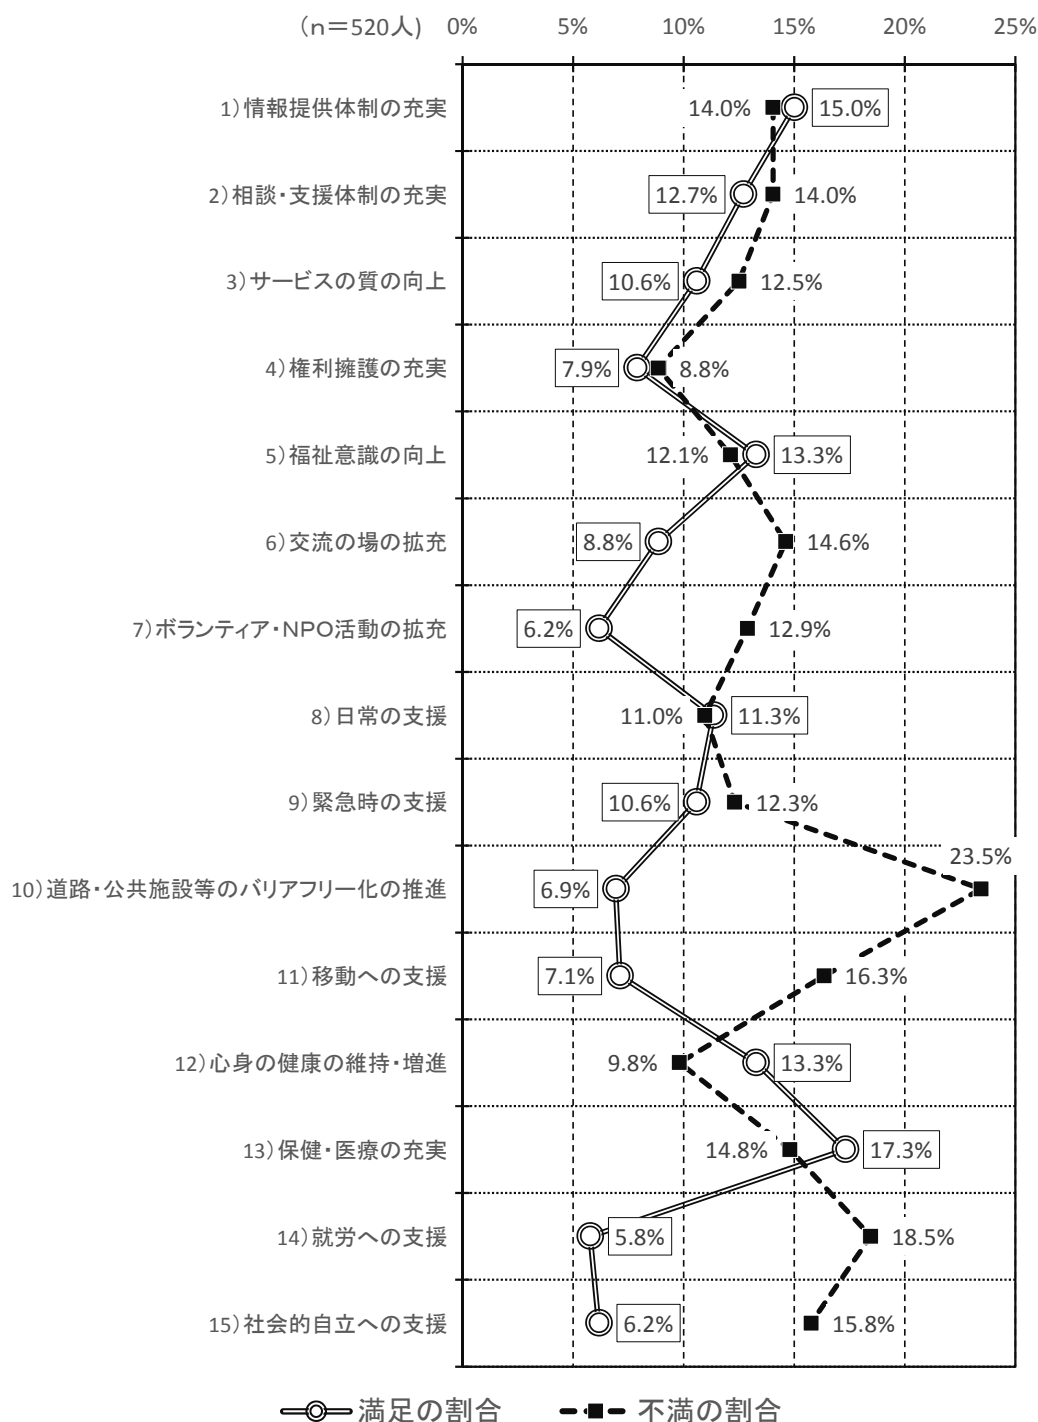 (n=520人) 0% 5% 10% 15% 20% 25%
1)情報提供体制の充実 14.0% 15.0%
2)相談・支援体制の充実 12.7% 14.0%
3)サービスの質の向上 10.6% 12.5%
4)権利擁護の充実 7.9% 8.8%
5)福祉意識の向上 12.1% 13.3%
6)交流の場の拡充 8.8% 14.6%
7)ボランティア・NPO活動の拡充 6.2% 12.9%
8)日常の支援 11.0% 11.3%
9)緊急時の支援 10.6% 12.3%
10)道路・公共施設等のバリアフリー化の推進 6.9% 23.5%
11)移動への支援 7.1% 16.3%
12)心身の健康の維持・増進 9.8% 13.3%
13)保健・医療の充実 14.8% 17.3%
14)就労への支援 5.8% 18.5%
15)社会的自立への支援 6.2% 15.8%
満足の割合 不満の割合